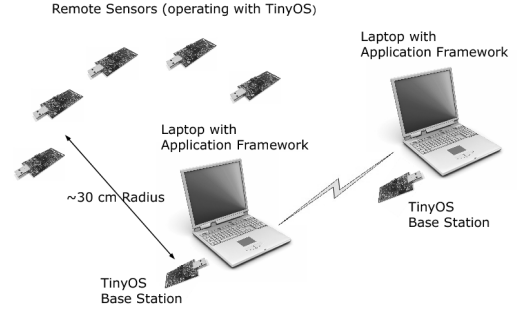 Remote Sensors (operating with TinyOS)
Laptop with
Application Framework
Laptop with
Application Framework
~30 cm Radius
TinyOS
Base Station
TinyOS
Base Station